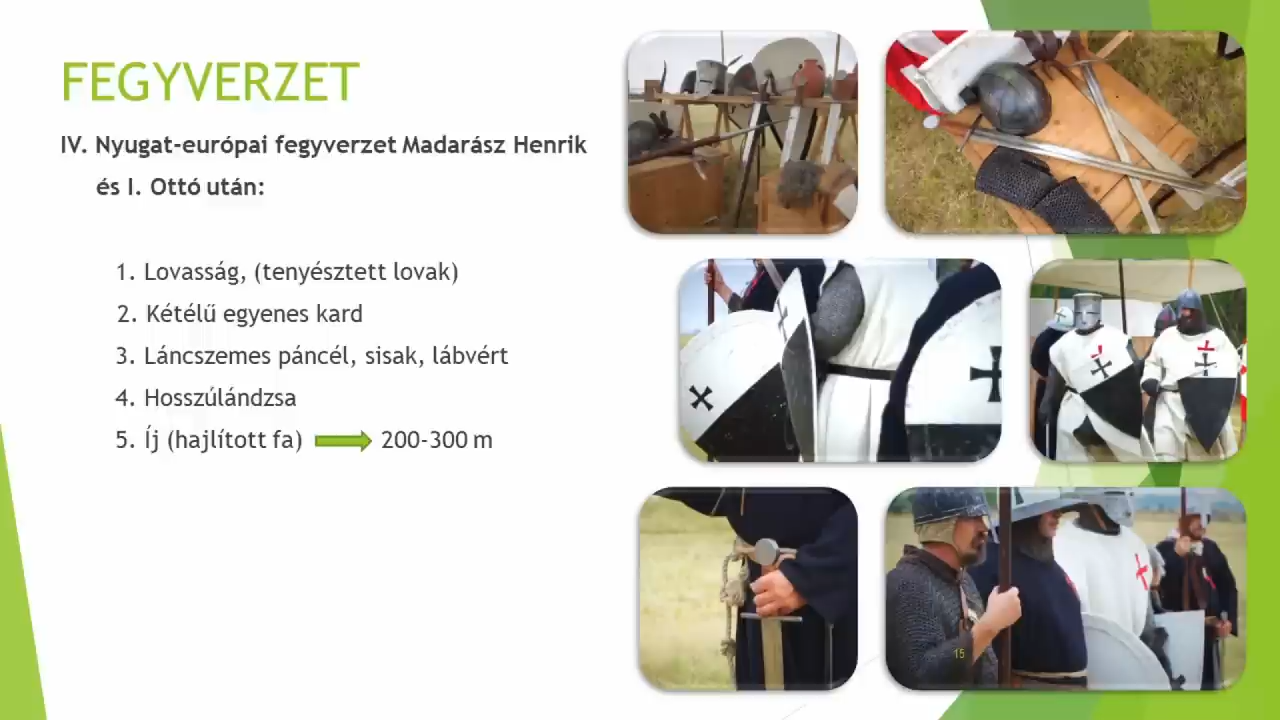 FEGYVERZET
IV. Nyugat-európai fegyverzet Madarász Henrik
és I. Ottó után:
1. Lovasság, (tenyésztett lovak)
2. Kétélű egyenes kard
3. Láncszemes páncél, sisak, lábvért
4. Hosszúlándzsa
5. Íj (hajlított fa) 200-300 m
15